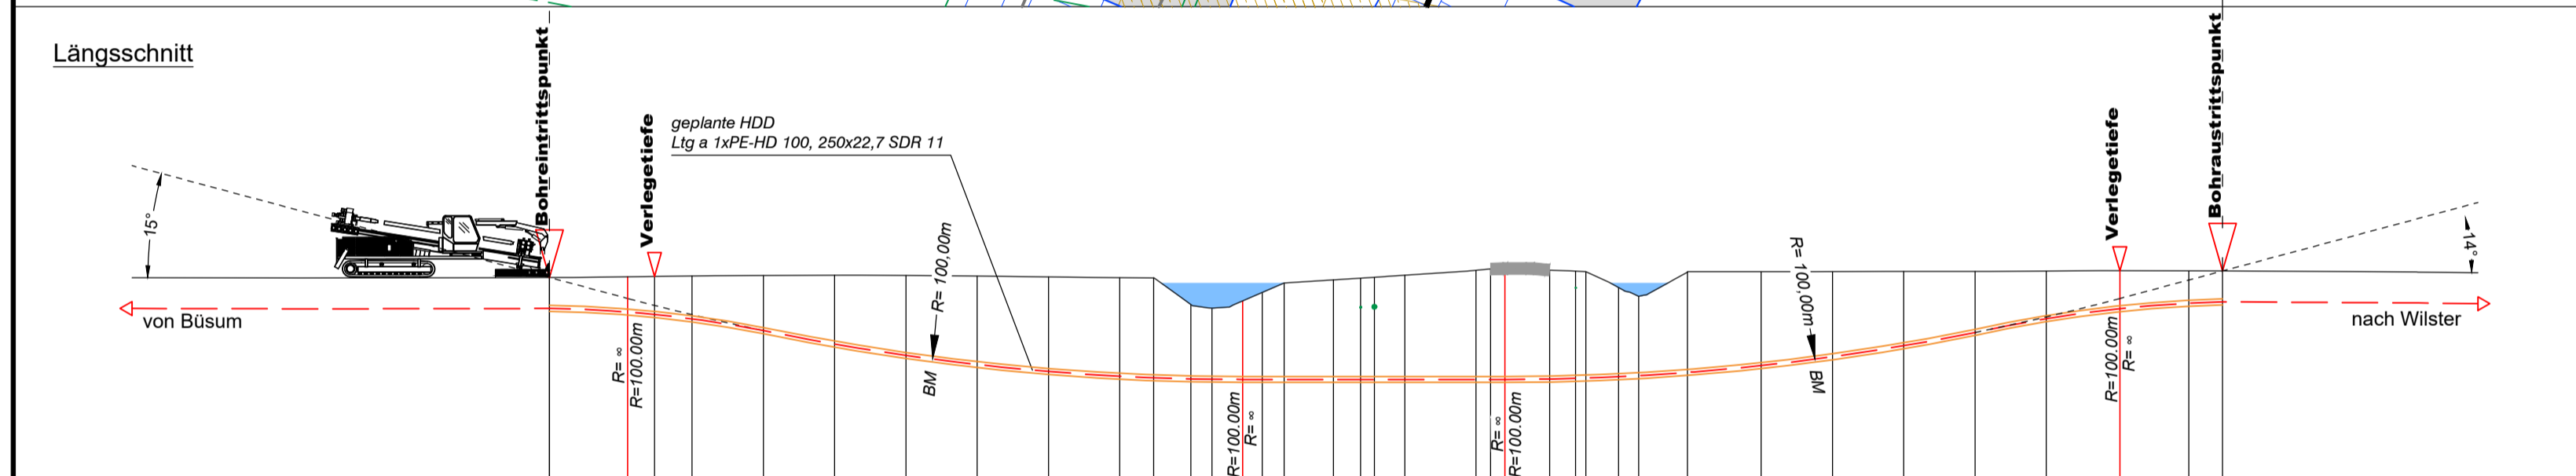 Längsschnitt
Bohreintrittspunkt
Verlegetiefe
geplante HDD
Ltg a 1xPE-HD 100, 250x22,7 SDR 11
Verlegetiefe
Bohraustrittspunkt
15°
R= 100,00m
R= 100,00m
14°
von Büsum
nach Wilster
R= ∞
R=100.00m
BM
BM
R=100.00m
R= ∞
R=100.00m
R= ∞
R= ∞
R=100.00m